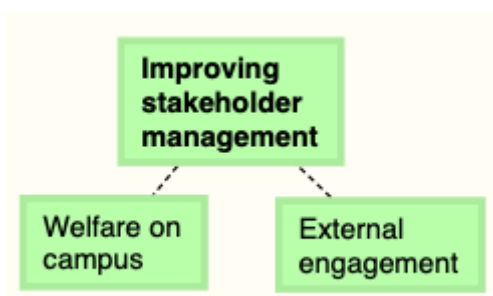 Improving
stakeholder
management
Welfare on
campus
External
engagement